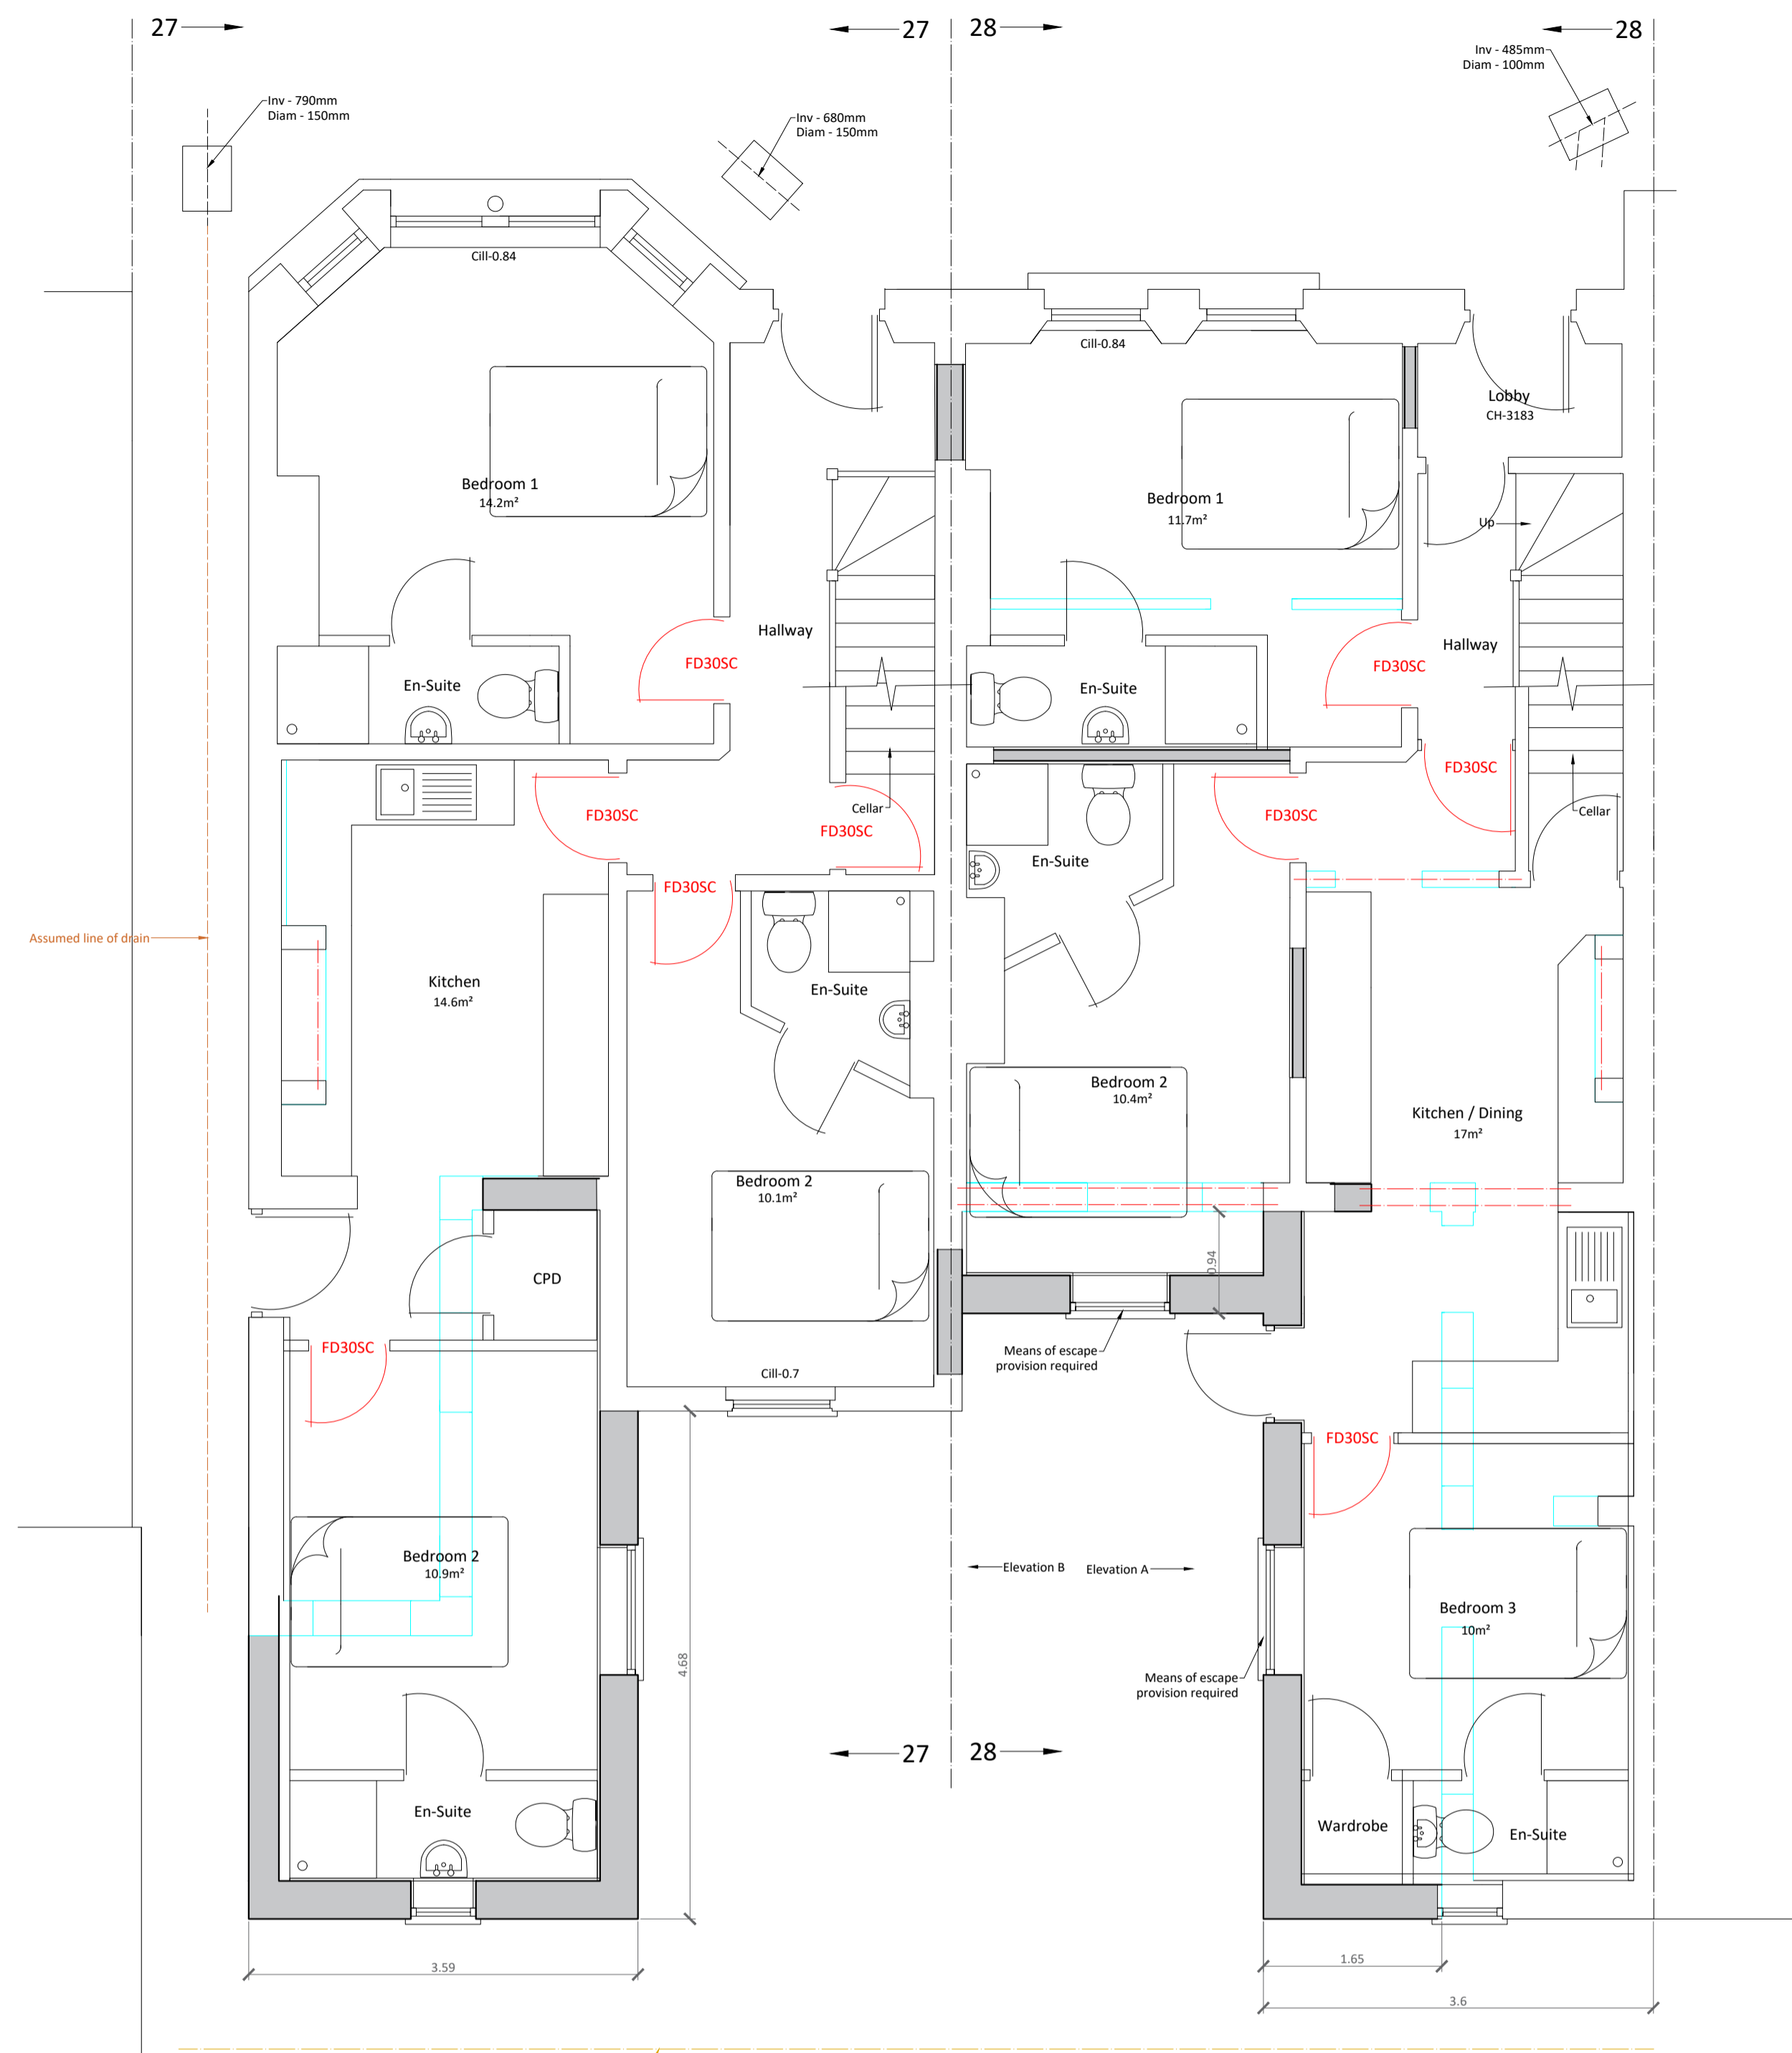 27
27
28
28
Inv - 790mm
Diam - 150mm
Inv - 680mm
Diam - 150mm
Inv - 485mm
Diam - 100mm
Cill-0.84
Cill-0.84
Lobby
CH-3183
Bedroom 1
14.2m²
Bedroom 1
11.7m²
Up
Hallway
Hallway
FD30SC
FD30SC
En-Suite
En-Suite
FD30SC
FD30SC
FD30SC
FD30SC
Cellar
Cellar
En-Suite
FD30SC
Assumed line of drain
Kitchen
14.6m²
En-Suite
Bedroom 2
10.4m²
Kitchen / Dining
17m²
Bedroom 2
10.1m²
CPD
0.94
Means of escape
provision required
FD30SC
Cill-0.7
FD30SC
Bedroom 2
10.9m²
Elevation B
Elevation A
Bedroom 3
10m²
4.68
Means of escape
provision required
27
28
En-Suite
Wardrobe
En-Suite
3.59
1.65
3.6